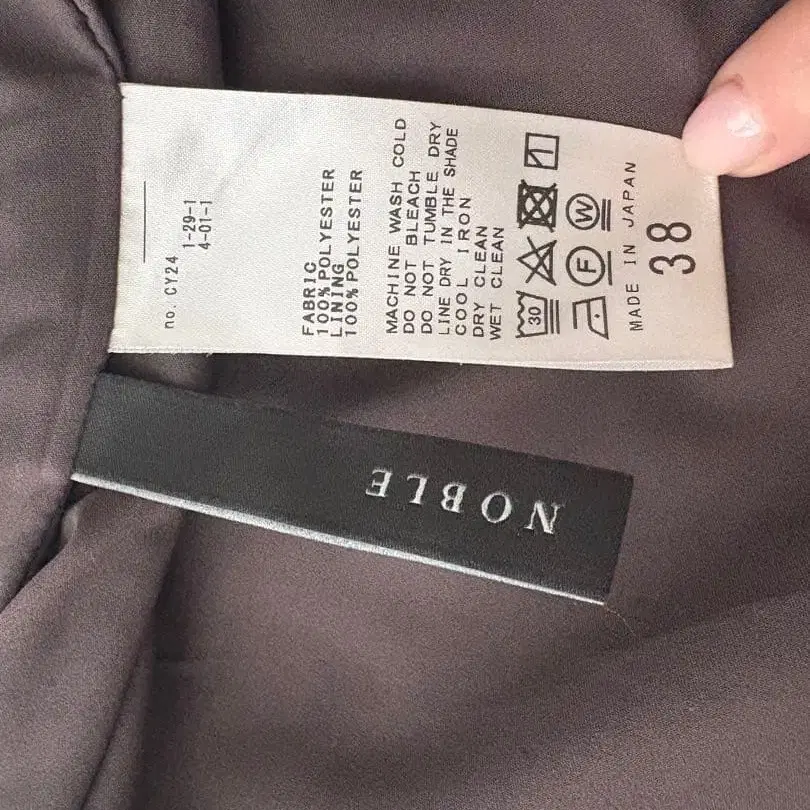 no. CY24 1-29-1
4-01-1
FABRIC
100%POLYESTER
LINING
100%POLYESTER
MACHINE WASH COLD
DO NOT BLEACH
DO NOT TUMBLE DRY
LINE DRY IN THE SHADE
COOL IRON
DRY CLEAN
WET CLEAN
30
F W
MADE IN JAPAN
38
NOBLE